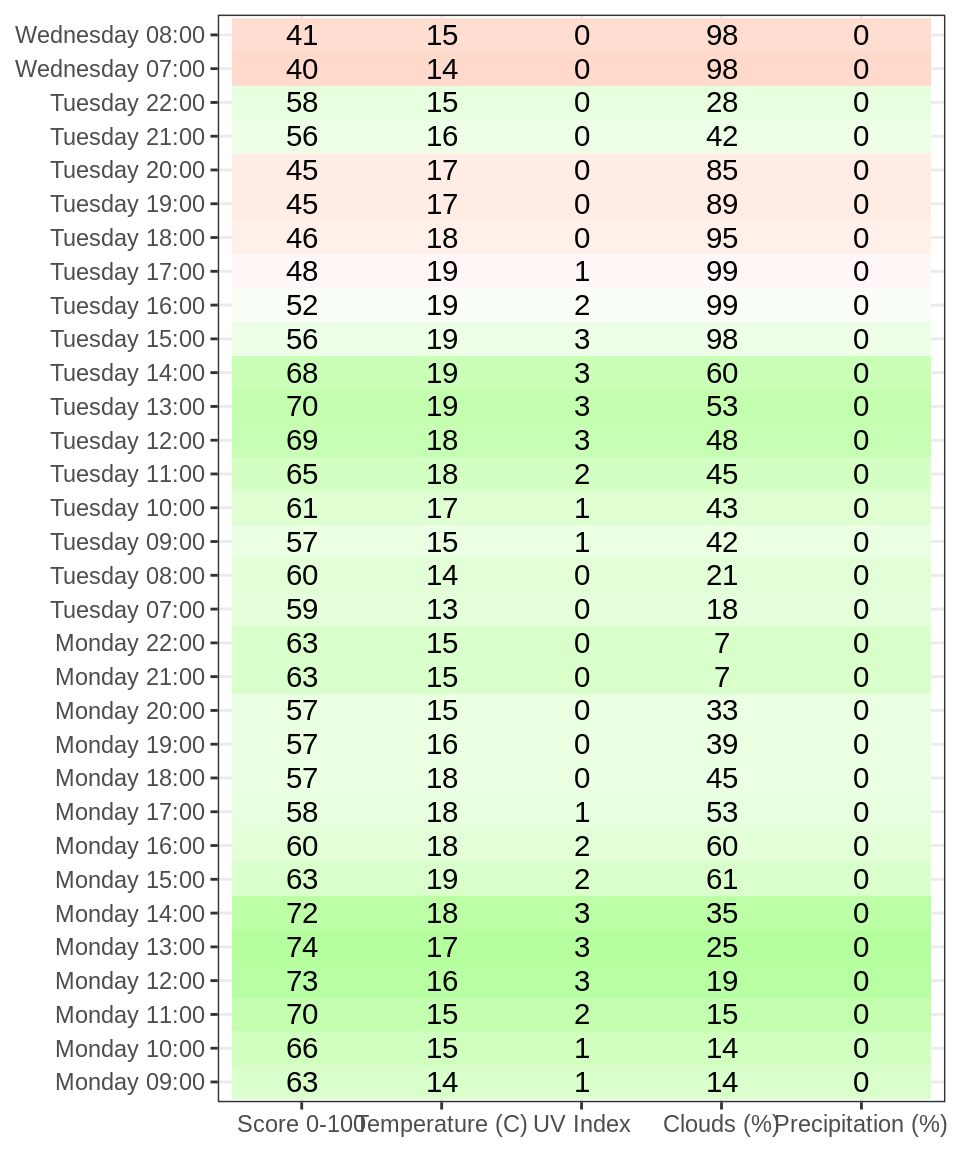 Wednesday 08:00 41 15 0 98 0
Wednesday 07:00 40 14 0 98 0
Tuesday 22:00 58 15 0 28 0
Tuesday 21:00 56 16 0 42 0
Tuesday 20:00 45 17 0 85 0
Tuesday 19:00 45 17 0 89 0
Tuesday 18:00 46 18 0 95 0
Tuesday 17:00 48 19 1 99 0
Tuesday 16:00 52 19 2 99 0
Tuesday 15:00 56 19 3 98 0
Tuesday 14:00 68 19 3 60 0
Tuesday 13:00 70 19 3 53 0
Tuesday 12:00 69 18 3 48 0
Tuesday 11:00 65 18 2 45 0
Tuesday 10:00 61 17 1 43 0
Tuesday 09:00 57 15 1 42 0
Tuesday 08:00 60 14 0 21 0
Tuesday 07:00 59 13 0 18 0
Monday 22:00 63 15 0 7 0
Monday 21:00 63 15 0 7 0
Monday 20:00 57 15 0 33 0
Monday 19:00 57 16 0 39 0
Monday 18:00 57 18 0 45 0
Monday 17:00 58 18 1 53 0
Monday 16:00 60 18 2 60 0
Monday 15:00 63 19 2 61 0
Monday 14:00 72 18 3 35 0
Monday 13:00 74 17 3 25 0
Monday 12:00 73 16 3 19 0
Monday 11:00 70 15 2 15 0
Monday 10:00 66 15 1 14 0
Monday 09:00 63 14 1 14 0
Score 0-100 Temperature (C) UV Index Clouds (%) Precipitation (%)